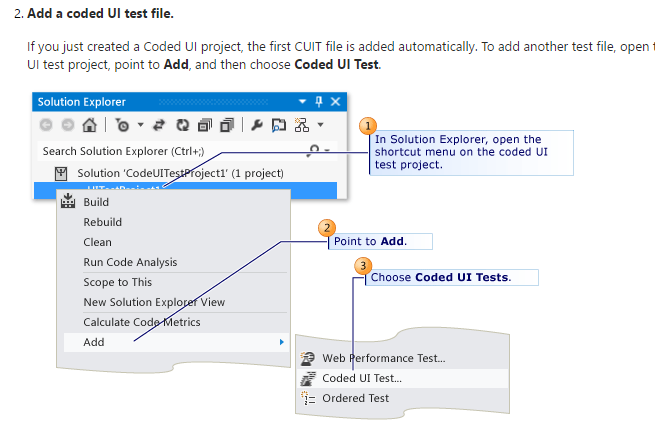 2. Add a coded UI test file.
If you just created a Coded UI project, the first CUIT file is added automatically. To add another test file, open
UI test project, point to Add, and then choose Coded UI Test.
Solution Explorer
Search Solution Explorer (Ctrl+;)
Solution 'CodeUITestProject1' (1 project)
1
In Solution Explorer, open the
shortcut menu on the coded UI
test project.
Build
Rebuild
Clean
Run Code Analysis
Scope to This
New Solution Explorer View
Calculate Code Metrics
Add
2
Point to Add.
3
Choose Coded UI Tests.
Web Performance Test...
Coded UI Test...
Ordered Test